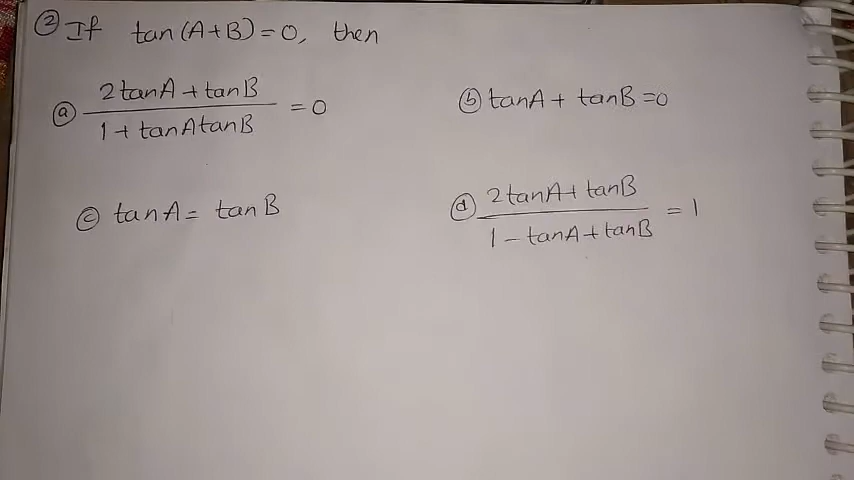 ② If tan(A+B)=0, then
ⓐ (2tanA + tanB)/(1 + tanAtanB) = 0
ⓑ tanA + tanB = 0
ⓒ tanA = tanB
ⓓ (2tanA + tanB)/(1 - tanA + tanB) = 1